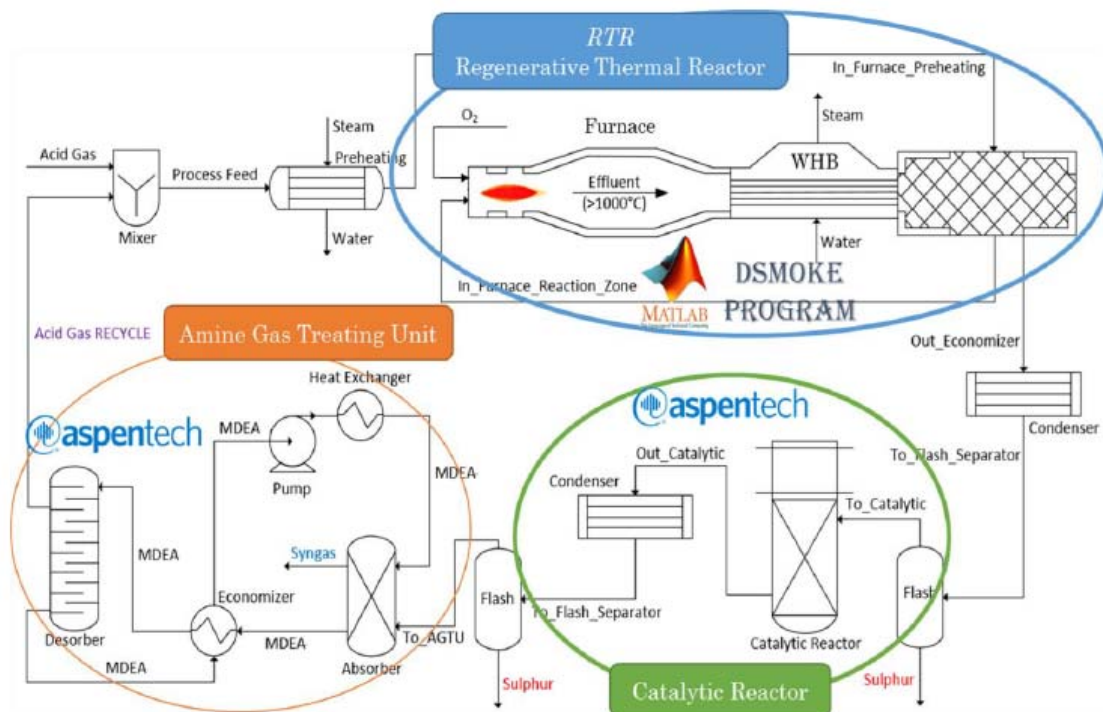 RTR
Regenerative Thermal Reactor
In_Furnace_Preheating
Steam
O₂
Furnace
Steam
Acid Gas
Process Feed
Preheating
WHB
Effluent
(>1000°C)
Mixer
Water
Water
In_Furnace_Reaction_Zone
MATLAB
DSMOKE
PROGRAM
Acid Gas RECYCLE
Amine Gas Treating Unit
Out_Economizer
Heat Exchanger
aspentech
aspentech
MDEA
Condenser
Out_Catalytic
To_Flash_Separator
Pump
MDEA
Condenser
To_Catalytic
MDEA
Syngas
Economizer
Flash
To_Flash_Separator
Flash
Desorber
MDEA
To_AGTU
Catalytic Reactor
MDEA
Absorber
Sulphur
Catalytic Reactor
Sulphur